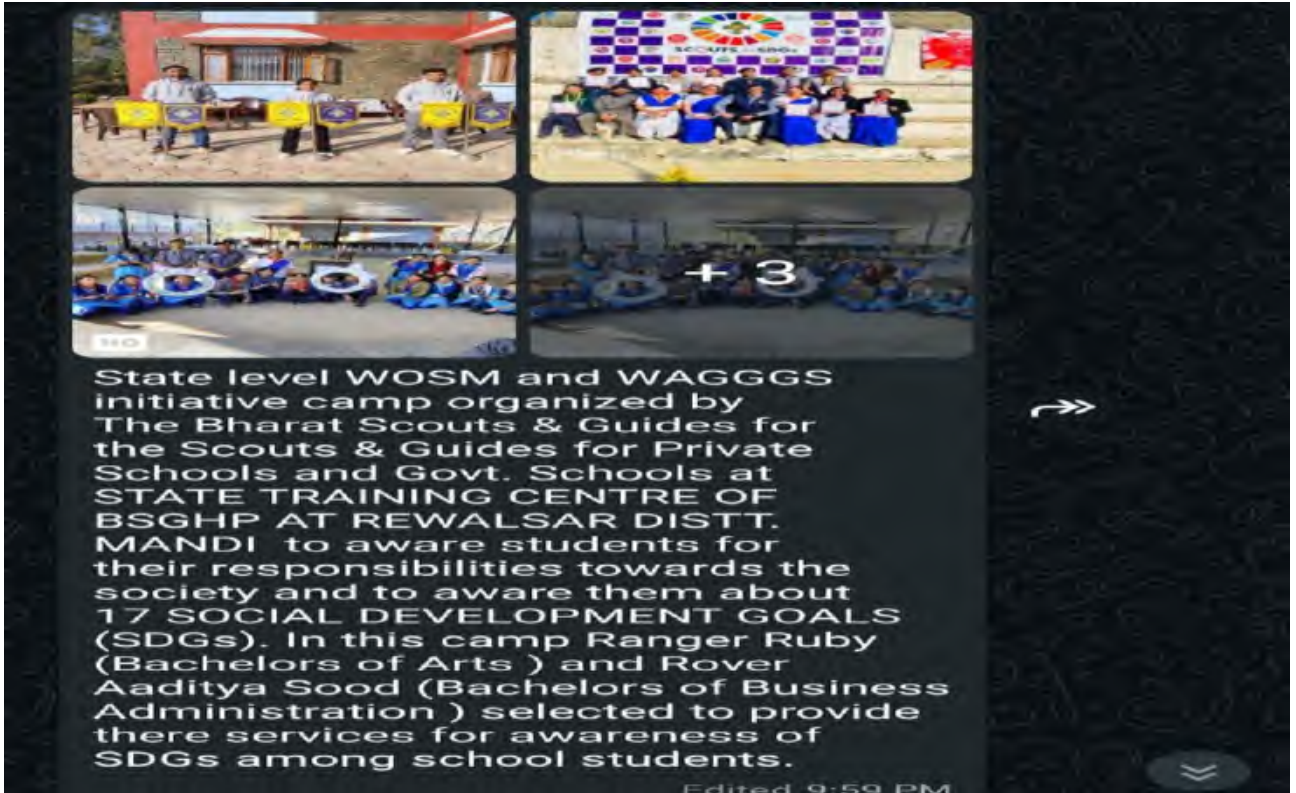 SCOUTS for SDGs
+ 3
HD
State level WOSM and WAGGGS
initiative camp organized by
The Bharat Scouts & Guides for
the Scouts & Guides for Private
Schools and Govt. Schools at
STATE TRAINING CENTRE OF
BSGHP AT REWALSAR DISTT.
MANDI to aware students for
their responsibilities towards the
society and to aware them about
17 SOCIAL DEVELOPMENT GOALS
(SDGs). In this camp Ranger Ruby
(Bachelors of Arts ) and Rover
Aaditya Sood (Bachelors of Business
Administration ) selected to provide
there services for awareness of
SDGs among school students.
Edited 9:59 PM